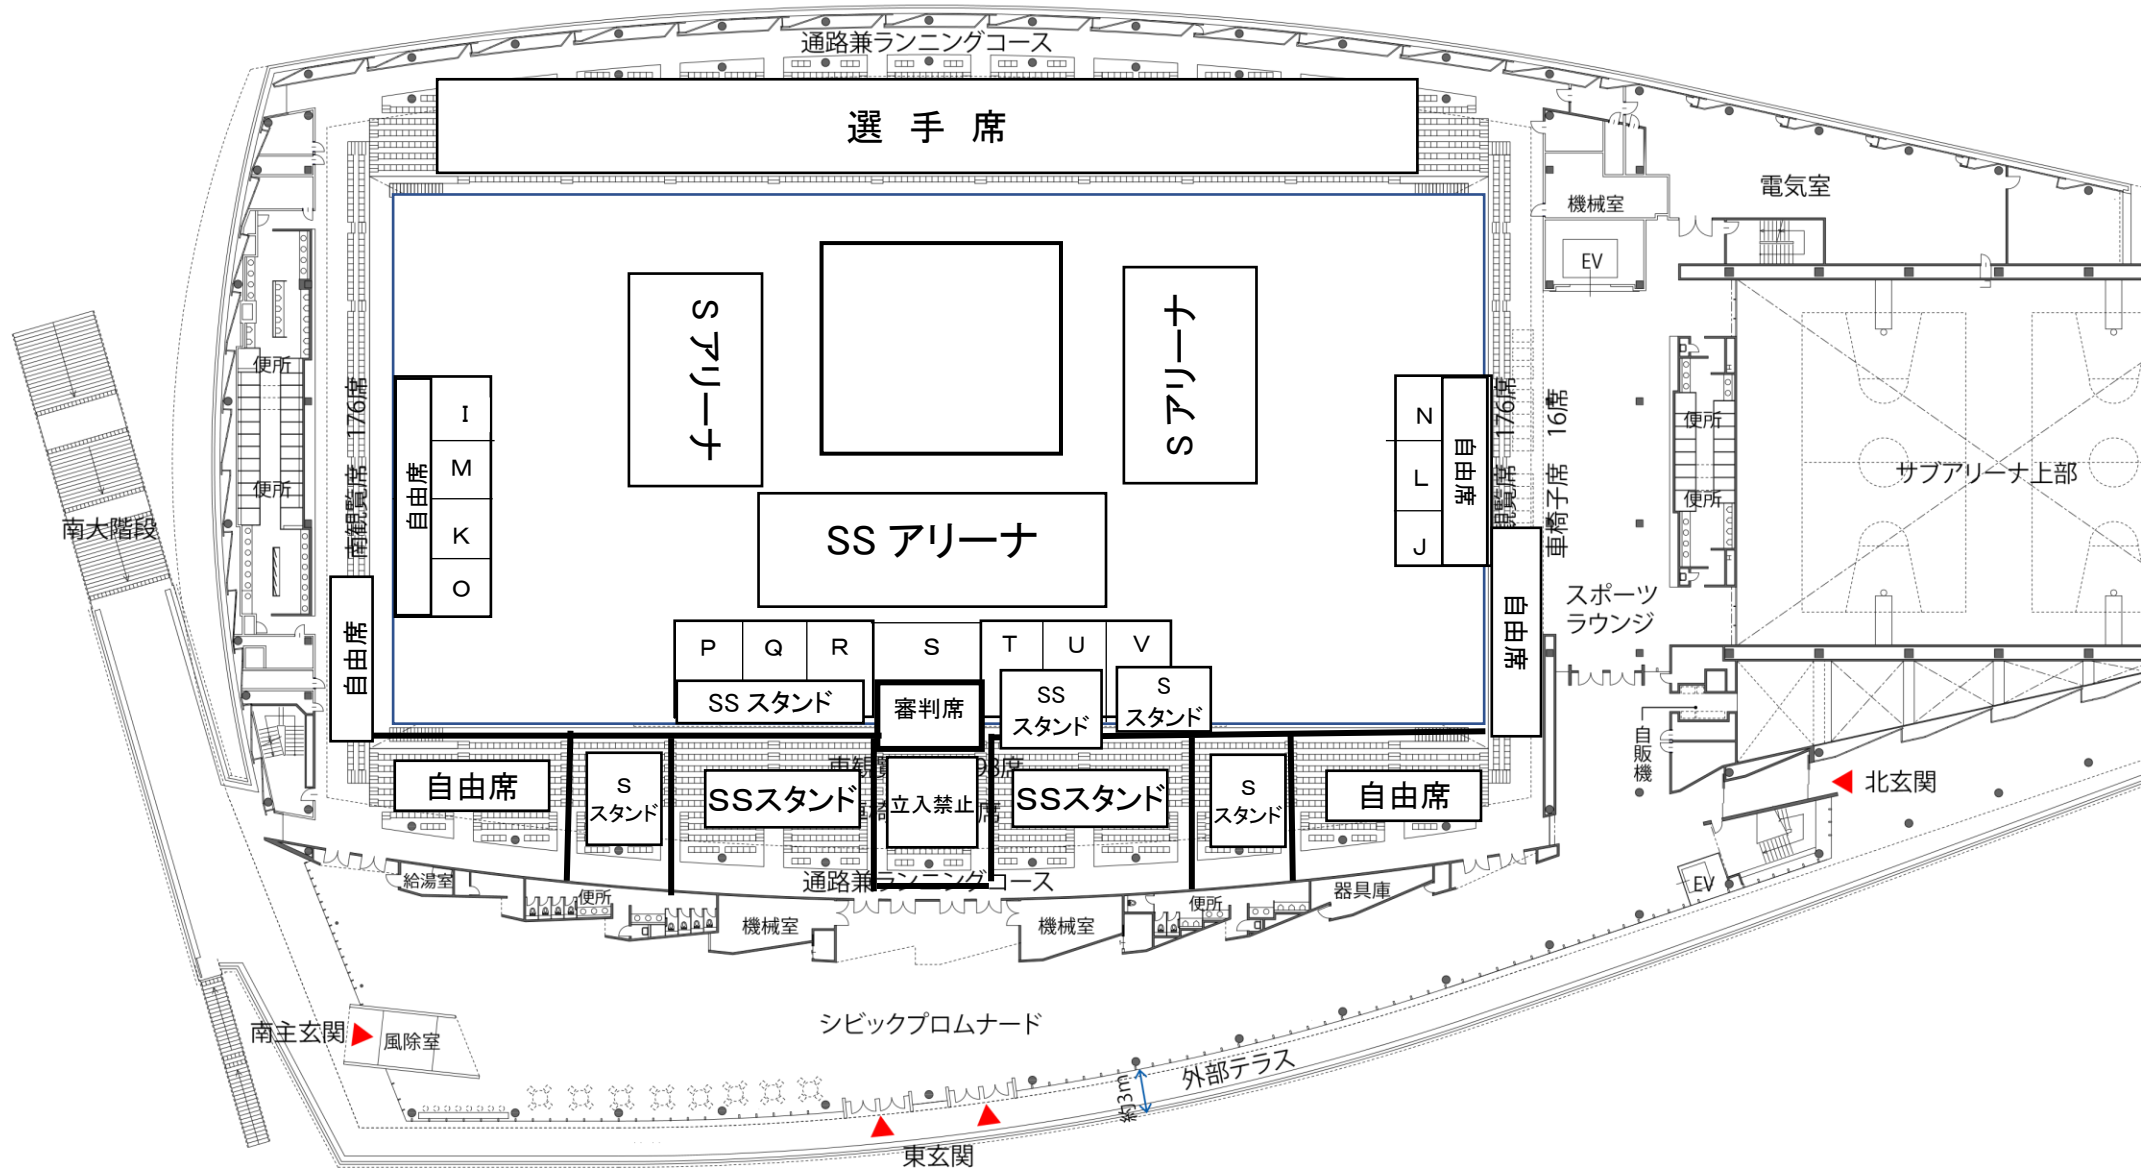 通路兼ランニングコース
選 手 席
電気室
機械室
EV
S アリーナ
S アリーナ
SS アリーナ
便所
便所
南大階段
南観覧席 176席
自由席
I
M
K
O
自由席
N
L
J
自由席
観覧席 176席
車椅子席 16席
自由席
便所
便所
サブアリーナ上部
スポーツ
ラウンジ
自販機
北玄関
EV
P
Q
R
S
T
U
V
SS スタンド
審判席
SS
スタンド
S
スタンド
自由席
S
スタンド
SSスタンド
立入禁止
SSスタンド
S
スタンド
自由席
通路兼ランニングコース
給湯室
便所
機械室
機械室
便所
器具庫
南主玄関
風除室
シビックプロムナード
外部テラス
約3m
東玄関